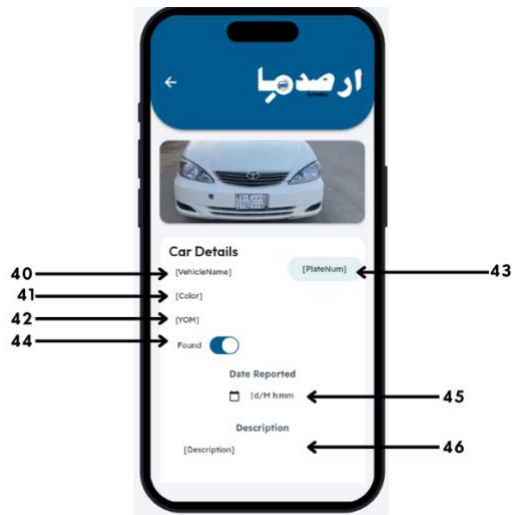 ارصدها
Car Details
40 [VehicleName] [PlateNum] 43
41 [Color]
42 [YOM]
44 Found
Date Reported
[d/M h:mm 45
Description
[Description] 46